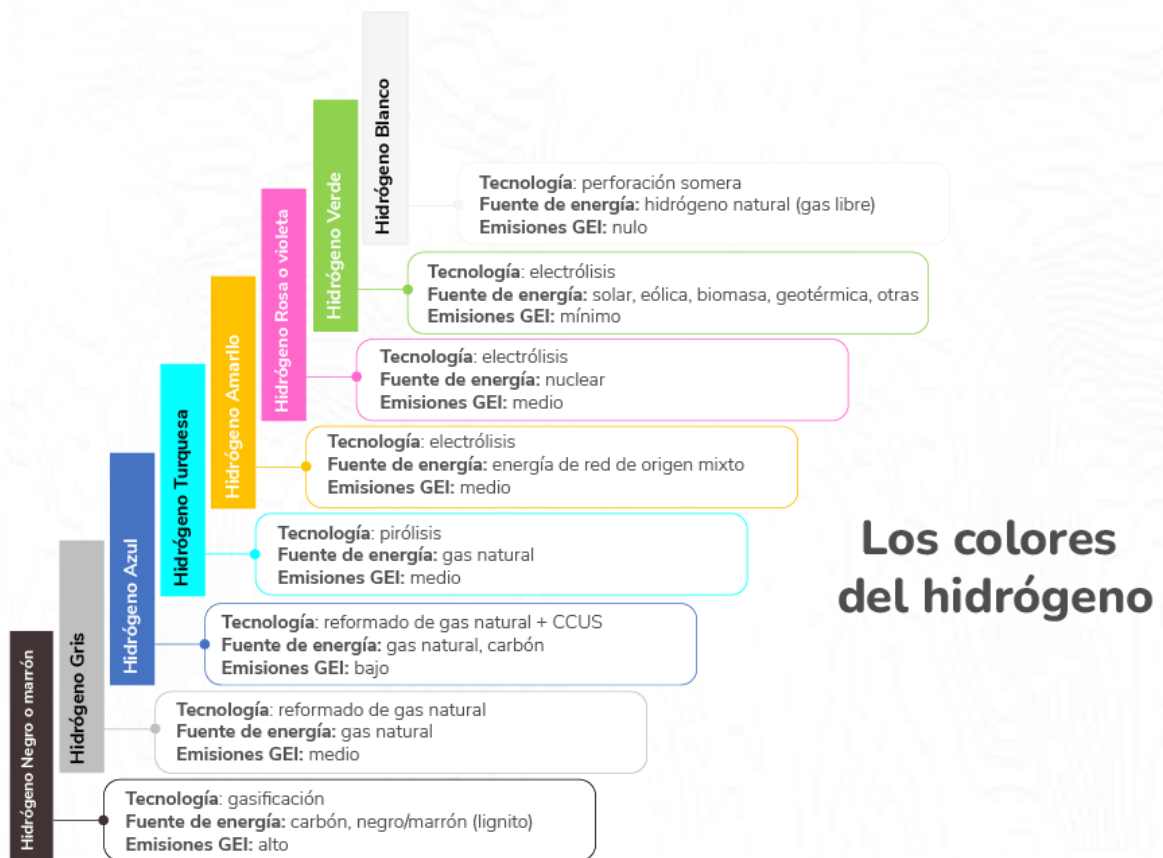 Hidrógeno Blanco
Tecnología: perforación somera
Fuente de energía: hidrógeno natural (gas libre)
Emisiones GEI: nulo
Hidrógeno Verde
Tecnología: electrólisis
Fuente de energía: solar, eólica, biomasa, geotérmica, otras
Emisiones GEI: mínimo
Hidrógeno Rosa o violeta
Tecnología: electrólisis
Fuente de energía: nuclear
Emisiones GEI: medio
Hidrógeno Amarllo
Tecnología: electrólisis
Fuente de energía: energía de red de origen mixto
Emisiones GEI: medio
Hidrógeno Turquesa
Tecnología: pirólisis
Fuente de energía: gas natural
Emisiones GEI: medio
Hidrógeno Azul
Tecnología: reformado de gas natural + CCUS
Fuente de energía: gas natural, carbón
Emisiones GEI: bajo
Hidrógeno Gris
Tecnología: reformado de gas natural
Fuente de energía: gas natural
Emisiones GEI: medio
Hidrógeno Negro o marrón
Tecnología: gasificación
Fuente de energía: carbón, negro/marrón (lignito)
Emisiones GEI: alto
Los colores
del hidrógeno